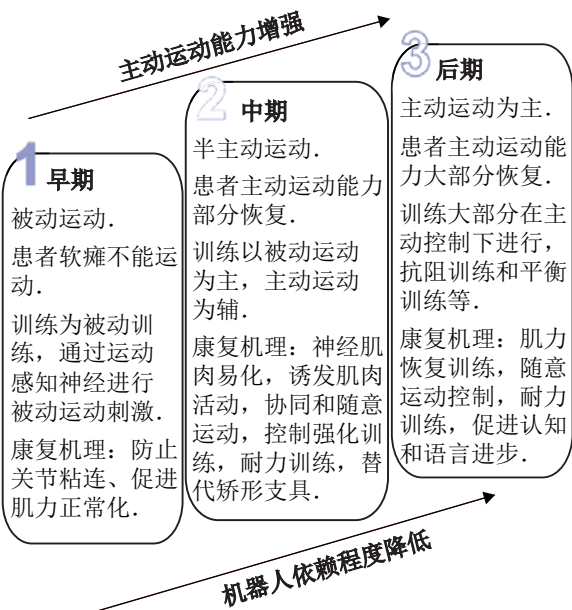 主动运动能力增强
1
早期
被动运动.
患者软瘫不能运
动.
训练为被动训
练，通过运动
感知神经进行
被动运动刺激.
康复机理：防止
关节粘连、促进
肌力正常化.
2
中期
半主动运动.
患者主动运动能力
部分恢复.
训练以被动运动
为主，主动运动
为辅.
康复机理：神经肌
肉易化，诱发肌肉
活动，协同和随意
运动，控制强化训
练，耐力训练，替
代矫形支具.
3
后期
主动运动为主.
患者主动运动能
力大部分恢复.
训练大部分在主
动控制下进行，
抗阻训练和平衡
训练等.
康复机理：肌力
恢复训练，随意
运动控制，耐力
训练，促进认知
和语言进步.
机器人依赖程度降低